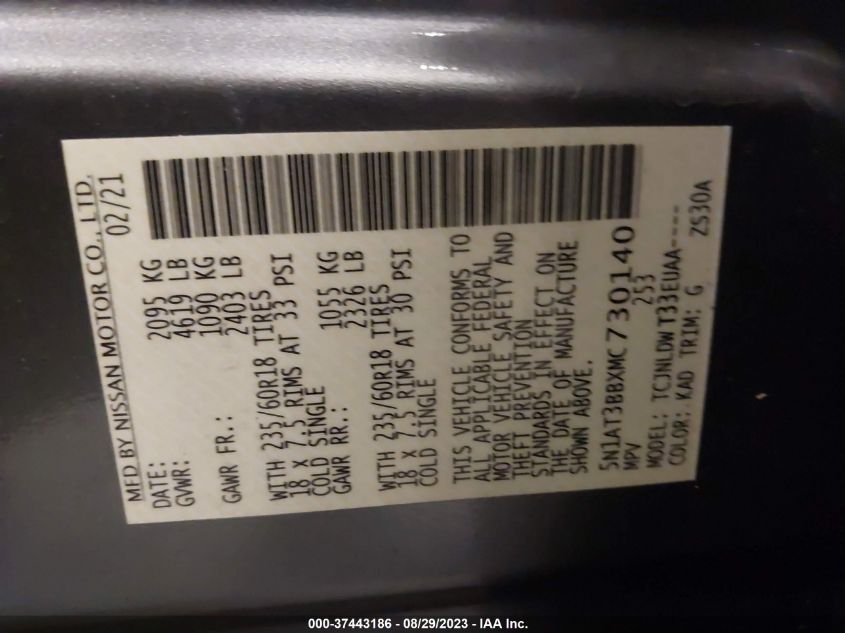 MFD BY NISSAN MOTOR CO., LTD.
DATE: 02/21
GVWR: 2095 KG
4619 LB
GAWR FR.: 1090 KG
2403 LB
WITH 235/60R18 TIRES
18 X 7.5 RIMS AT 33 PSI
COLD SINGLE
GAWR RR.: 1055 KG
2326 LB
WITH 235/60R18 TIRES
18 X 7.5 RIMS AT 30 PSI
COLD SINGLE
THIS VEHICLE CONFORMS TO
ALL APPLICABLE FEDERAL
MOTOR VEHICLE SAFETY AND
THEFT PREVENTION
STANDARDS IN EFFECT ON
THE DATE OF MANUFACTURE
SHOWN ABOVE.
5N1AT3BBXMC730140
MPV 253
MODEL: TCJNLDW T33EUAA----
COLOR: KAD TRIM: G ZS30A
000-37443186 - 08/29/2023 - IAA Inc.